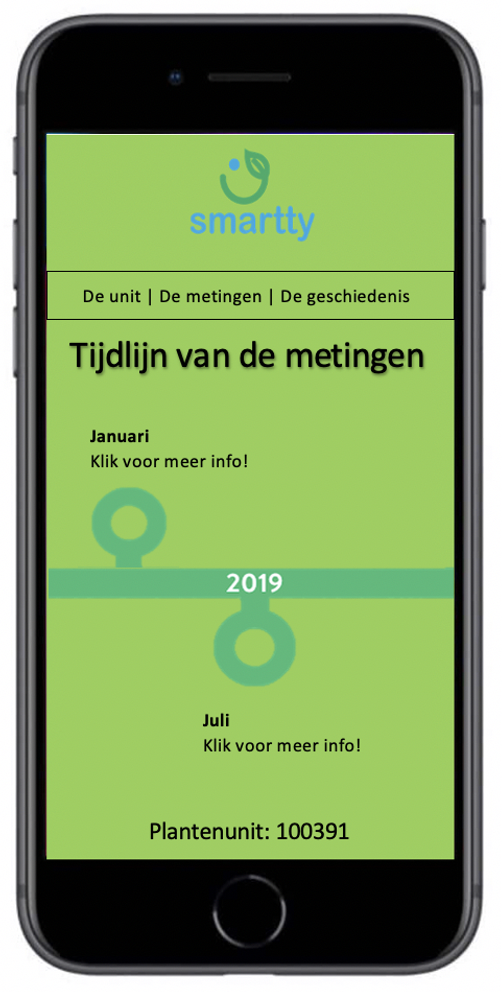 smartty
De unit | De metingen | De geschiedenis
Tijdlijn van de metingen
Januari
Klik voor meer info!
2019
Juli
Klik voor meer info!
Plantenunit: 100391